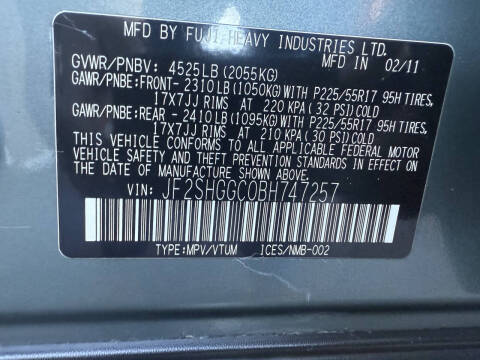 MFD BY FUJI HEAVY INDUSTRIES LTD.
MFD IN 02/11
GVWR/PNBV: 4525LB (2055KG)
GAWR/PNBE:FRONT- 2310LB (1050KG)WITH P225/55R17 95H TIRES,
17X7JJ RIMS AT 220 KPA (32 PSI)COLD
GAWR/PNBE:REAR - 2410LB (1095KG)WITH P225/55R17 95H TIRES,
17X7JJ RIMS AT 210 KPA (30 PSI)COLD
VEHICLE CONFORMS TO ALL APPLICABLE FEDERAL MOTOR
VEHICLE SAFETY AND THEFT PREVENTION STANDARDS IN EFFECT ON THE
DATE OF MANUFACTURE SHOWN ABOVE.
VIN: JF2SHGGC0BH747257
TYPE:MPV/VTUM ICES/NMB-002